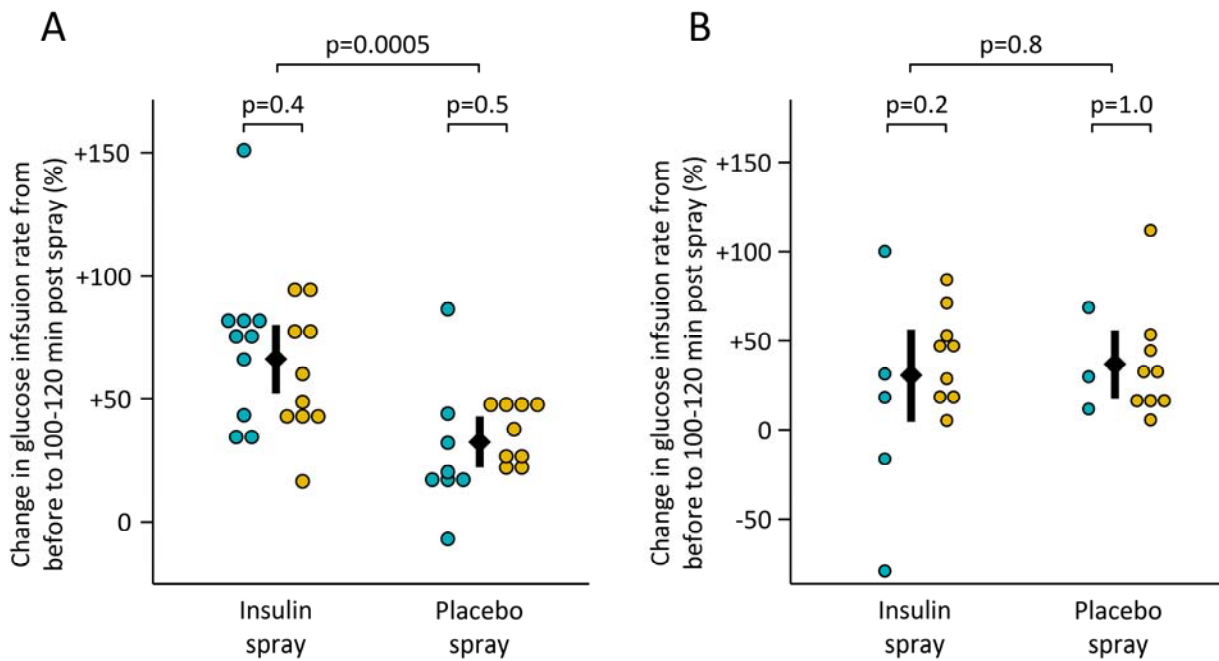 A
p=0.0005
p=0.4
p=0.5
Change in glucose infsuion rate from
before to 100-120 min post spray (%)
+150
+100
+50
0
Insulin
spray
Placebo
spray
B
p=0.8
p=0.2
p=1.0
Change in glucose infsuion rate from
before to 100-120 min post spray (%)
+150
+100
+50
0
-50
Insulin
spray
Placebo
spray